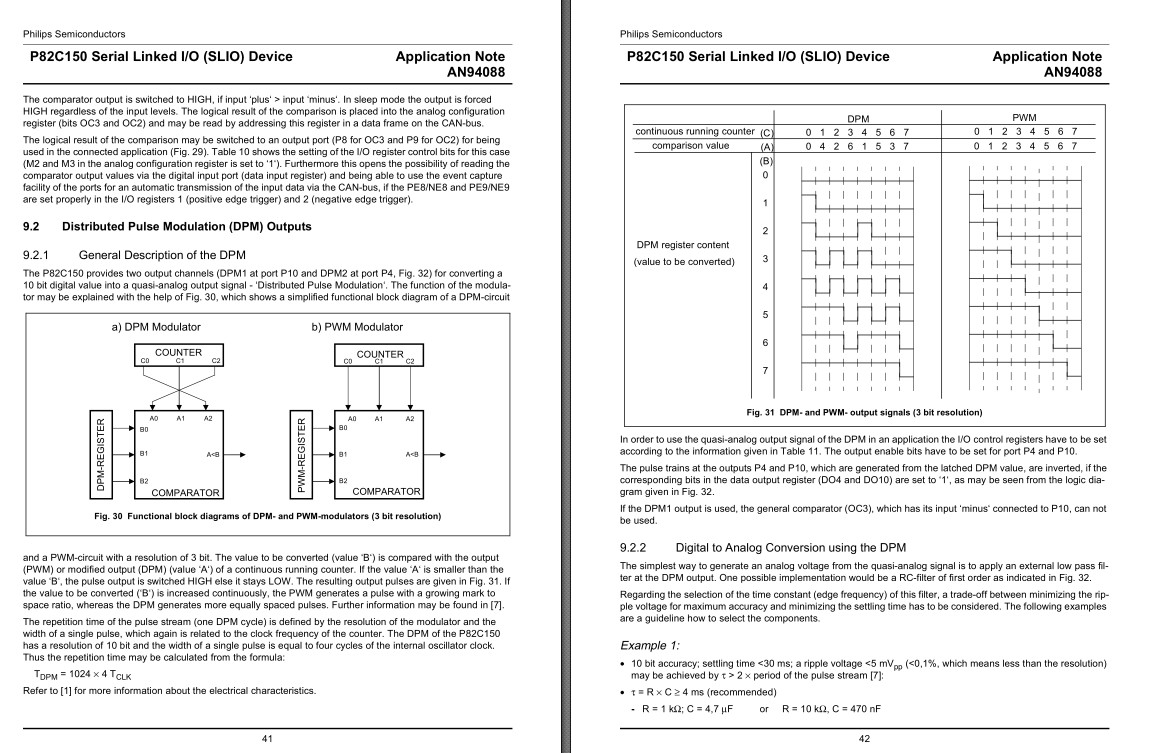 Philips Semiconductors
P82C150 Serial Linked I/O (SLIO) Device
Application Note
AN94088
The comparator output is switched to HIGH, if input ‘plus‘ > input ‘minus‘. In sleep mode the output is forced
HIGH regardless of the input levels. The logical result of the comparison is placed into the analog configuration
register (bits OC3 and OC2) and may be read by addressing this register in a data frame on the CAN-bus.
The logical result of the comparison may be switched to an output port (P8 for OC3 and P9 for OC2) for being
used in the connected application (Fig. 29). Table 10 shows the setting of the I/O register control bits for this case
(M2 and M3 in the analog configuration register is set to ‘1‘). Furthermore this opens the possibility of reading the
comparator output values via the digital input port (data input register) and being able to use the event capture
facility of the ports for an automatic transmission of the input data via the CAN-bus, if the PE8/NE8 and PE9/NE9
are set properly in the I/O registers 1 (positive edge trigger) and 2 (negative edge trigger).
9.2 Distributed Pulse Modulation (DPM) Outputs
9.2.1 General Description of the DPM
The P82C150 provides two output channels (DPM1 at port P10 and DPM2 at port P4, Fig. 32) for converting a
10 bit digital value into a quasi-analog output signal - ‘Distributed Pulse Modulation‘. The function of the modula-
tor may be explained with the help of Fig. 30, which shows a simplified functional block diagram of a DPM-circuit
a) DPM Modulator
COUNTER
C0 C1 C2
A0 A1 A2
DPM-REGISTER
B0
B1
B2
A<B
COMPARATOR
b) PWM Modulator
COUNTER
C0 C1 C2
A0 A1 A2
PWM-REGISTER
B0
B1
B2
A<B
COMPARATOR
Fig. 30 Functional block diagrams of DPM- and PWM-modulators (3 bit resolution)
and a PWM-circuit with a resolution of 3 bit. The value to be converted (value ‘B‘) is compared with the output
(PWM) or modified output (DPM) (value ‘A‘) of a continuous running counter. If the value ‘A‘ is smaller than the
value ‘B‘, the pulse output is switched HIGH else it stays LOW. The resulting output pulses are given in Fig. 31. If
the value to be converted (‘B‘) is increased continuously, the PWM generates a pulse with a growing mark to
space ratio, whereas the DPM generates more equally spaced pulses. Further information may be found in [7].
The repetition time of the pulse stream (one DPM cycle) is defined by the resolution of the modulator and the
width of a single pulse, which again is related to the clock frequency of the counter. The DPM of the P82C150
has a resolution of 10 bit and the width of a single pulse is equal to four cycles of the internal oscillator clock.
Thus the repetition time may be calculated from the formula:
TDPM = 1024 × 4 TCLK
Refer to [1] for more information about the electrical characteristics.
41
Philips Semiconductors
P82C150 Serial Linked I/O (SLIO) Device
Application Note
AN94088
DPM PWM
continuous running counter (C) 0 1 2 3 4 5 6 7 0 1 2 3 4 5 6 7
comparison value (A) 0 4 2 6 1 5 3 7 0 1 2 3 4 5 6 7
(B)
0
1
2
DPM register content
3
(value to be converted)
4
5
6
7
Fig. 31 DPM- and PWM- output signals (3 bit resolution)
In order to use the quasi-analog output signal of the DPM in an application the I/O control registers have to be set
according to the information given in Table 11. The output enable bits have to be set for port P4 and P10.
The pulse trains at the outputs P4 and P10, which are generated from the latched DPM value, are inverted, if the
corresponding bits in the data output register (DO4 and DO10) are set to ‘1‘, as may be seen from the logic dia-
gram given in Fig. 32.
If the DPM1 output is used, the general comparator (OC3), which has its input ‘minus‘ connected to P10, can not
be used.
9.2.2 Digital to Analog Conversion using the DPM
The simplest way to generate an analog voltage from the quasi-analog signal is to apply an external low pass fil-
ter at the DPM output. One possible implementation would be a RC-filter of first order as indicated in Fig. 32.
Regarding the selection of the time constant (edge frequency) of this filter, a trade-off between minimizing the rip-
ple voltage for maximum accuracy and minimizing the settling time has to be considered. The following examples
are a guideline how to select the components.
Example 1:
• 10 bit accuracy; settling time <30 ms; a ripple voltage <5 mVpp (<0,1%, which means less than the resolution)
may be achieved by τ > 2 × period of the pulse stream [7]:
• τ = R × C ≥ 4 ms (recommended)
- R = 1 kΩ; C = 4,7 µF or R = 10 kΩ, C = 470 nF
42